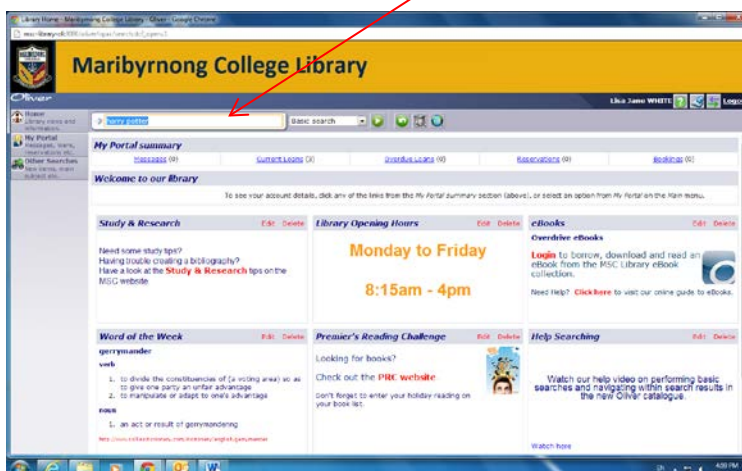 Library Home - Maribyrnong College Library - Oliver - Google Chrome
Maribyrnong College Library
Oliver
Lisa Jane WHITE
Home
Library news and information.
My Portal
Messages, loans, reservations etc.
Other Searches
New items, main subject etc.
harry potter
Basic search
My Portal summary
Messages (0)
Current Loans (3)
Overdue Loans (0)
Reservations (0)
Bookings (0)
Welcome to our library
To see your account details, click any of the links from the My Portal summary section (above), or select an option from My Portal on the Main menu.
Study & Research
Edit Delete
Need some study tips?
Having trouble creating a bibliography?
Have a look at the Study & Research tips on the
MSC website
Library Opening Hours
Edit Delete
Monday to Friday
8:15am - 4pm
eBooks
Edit Delete
Overdrive eBooks
Login to borrow, download and read an
eBook from the MSC Library eBook
collection.
Need Help? Click here to visit our online guide to eBooks.
Word of the Week
Edit Delete
gerrymander
verb
1. to divide the constituencies of (a voting area) so as
to give one party an unfair advantage
2. to manipulate or adapt to one's advantage
noun
1. an act or result of gerrymandering
Premier's Reading Challenge
Edit Delete
Looking for books?
Check out the PRC website
Don't forget to enter your holiday reading on
your book list.
Help Searching
Edit Delete
Watch our help video on performing basic
searches and navigating within search results in
the new Oliver catalogue.
Watch here